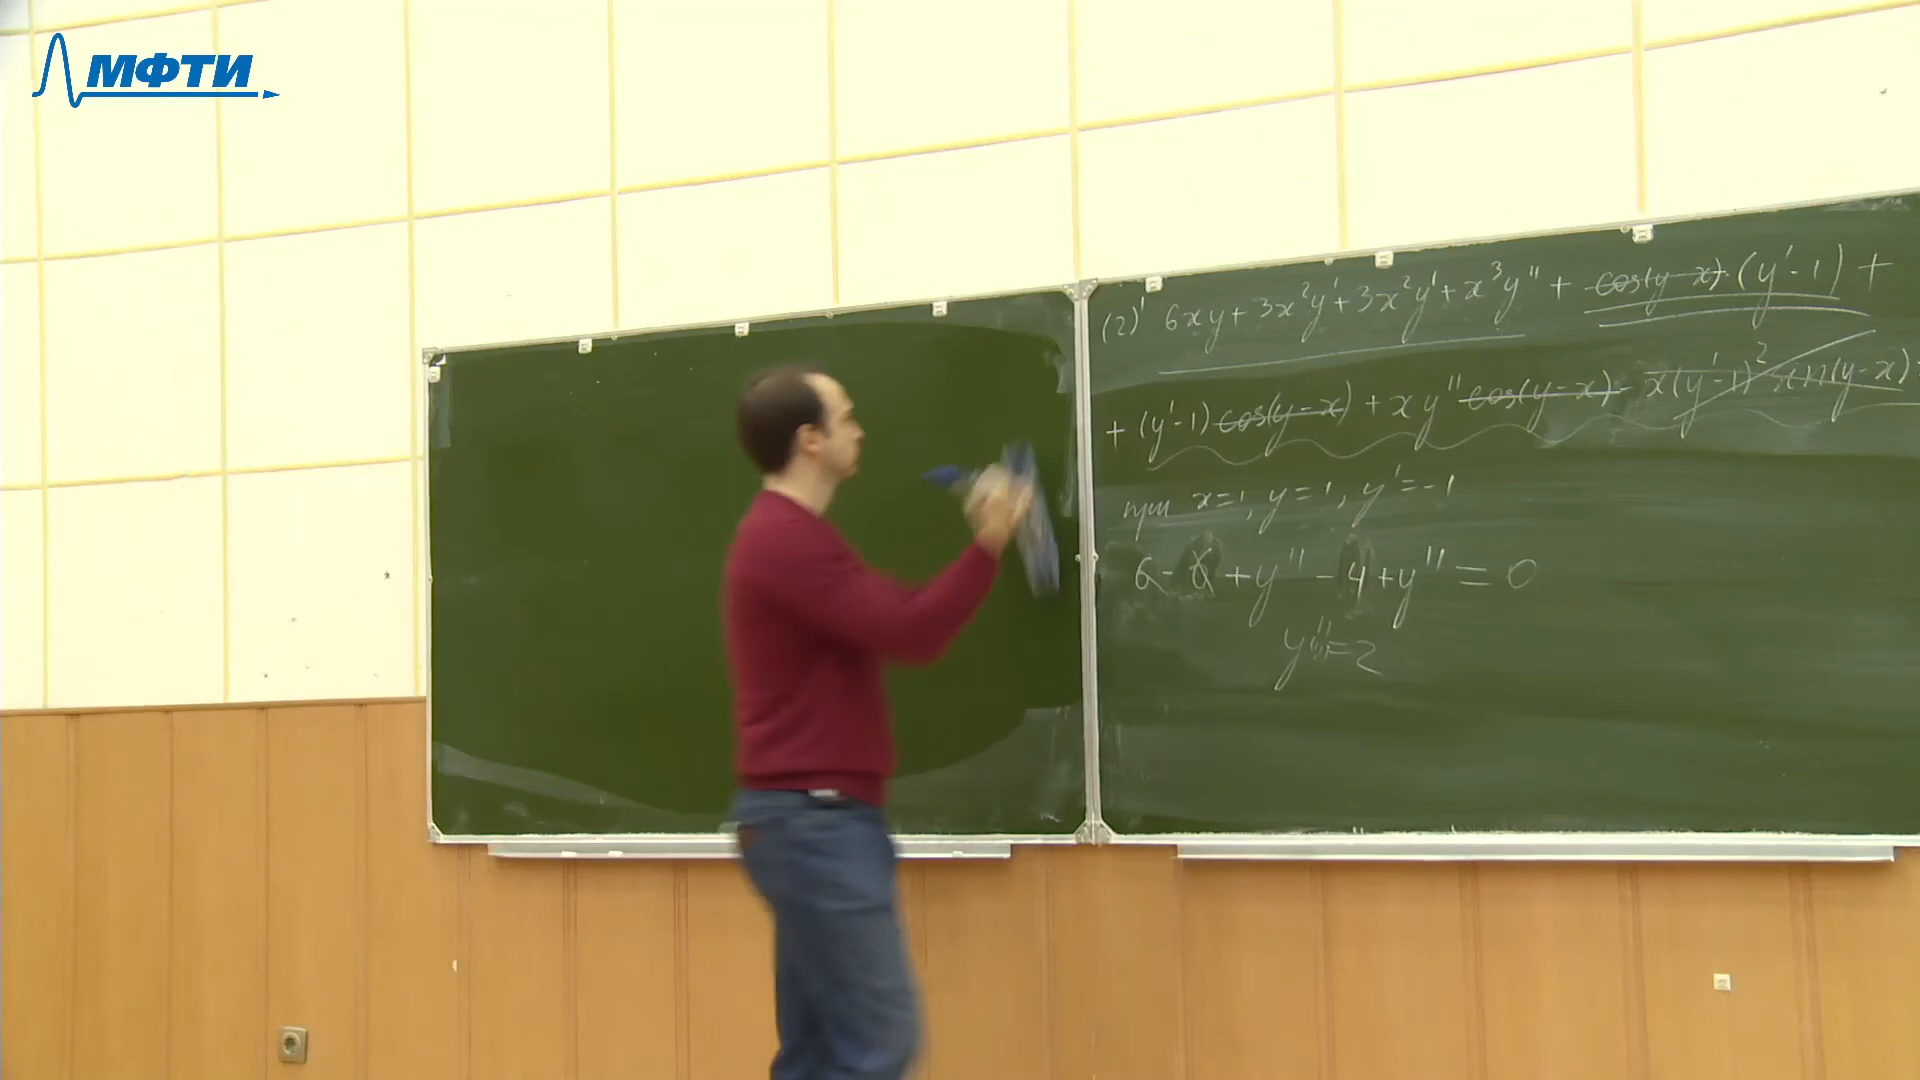 МФТИ
(2)' 6xy + 3x²y' + 3x²y' + x³y'' + cos(y-x)·(y'-1) +
+ (y'-1) cos(y-x) + xy'' cos(y-x) - x(y'-1)² sin(y-x) =
при x=1, y=1, y'=-1
6 - 6 + y'' - 4 + y'' = 0
y''=2